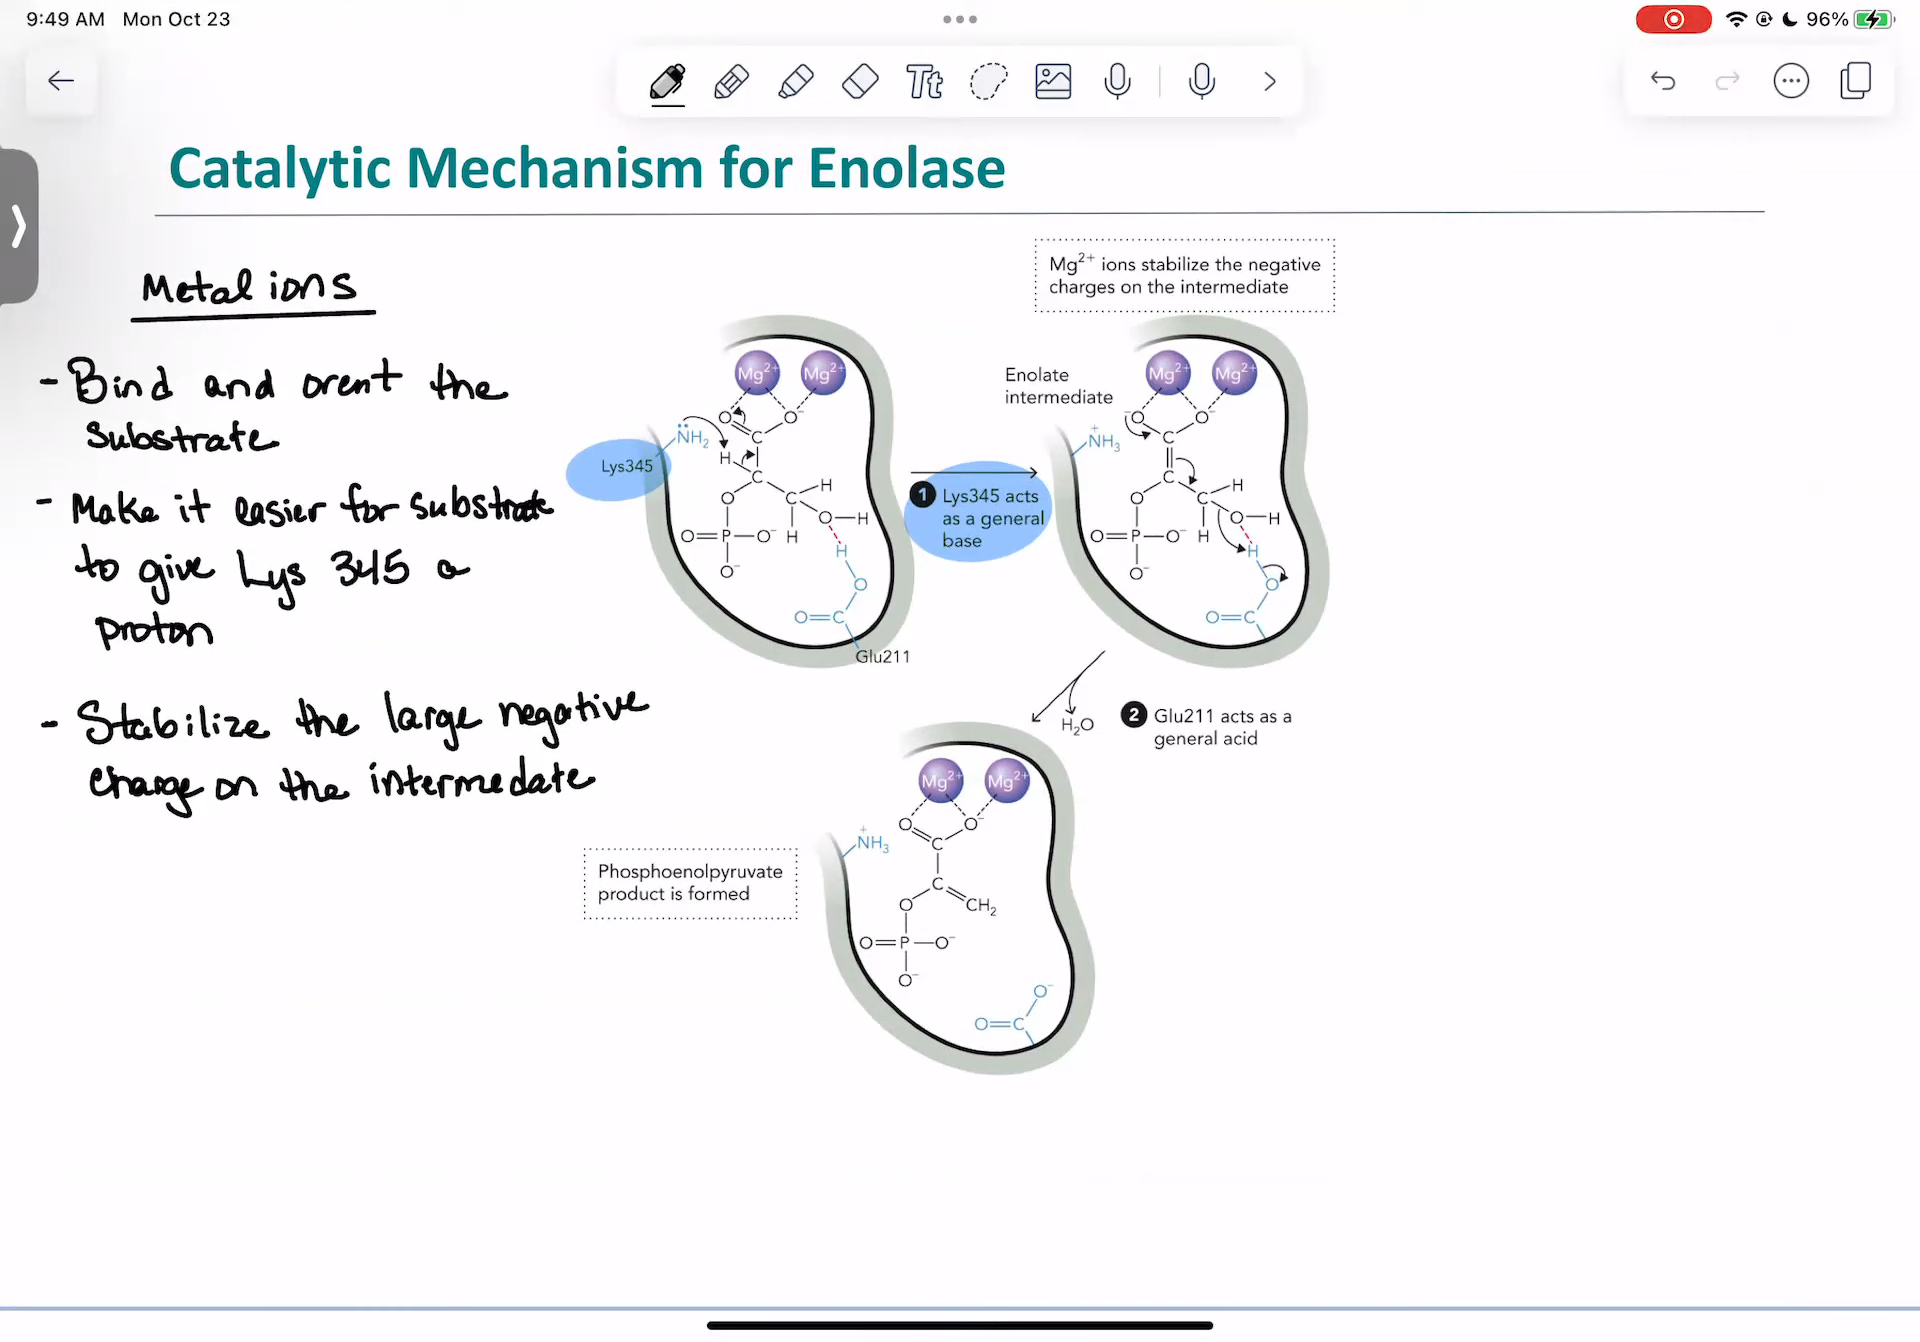 9:49 AM Mon Oct 23
96%
Tt
Catalytic Mechanism for Enolase
Metal ions
- Bind and orent the
substrate
- Make it easier for substrate
to give Lys 345 a
proton
- Stabilize the large negative
charge on the intermedate
Mg²⁺ ions stabilize the negative
charges on the intermediate
Mg²⁺ Mg²⁺
O O⁻
C
N̈H₂
H
Lys345
C
O C H
O=P—O⁻ H O—H
O⁻
H
O
O=C
Glu211
1 Lys345 acts
as a general
base
Enolate
intermediate
Mg²⁺ Mg²⁺
⁻O O⁻
C
⁺NH₃
C
O C H
O=P—O⁻ H O—H
O⁻
H
O
O=C
H₂O
2 Glu211 acts as a
general acid
Mg²⁺ Mg²⁺
O O⁻
C
⁺NH₃
Phosphoenolpyruvate
product is formed
C
O CH₂
O=P—O⁻
O⁻
O⁻
O=C